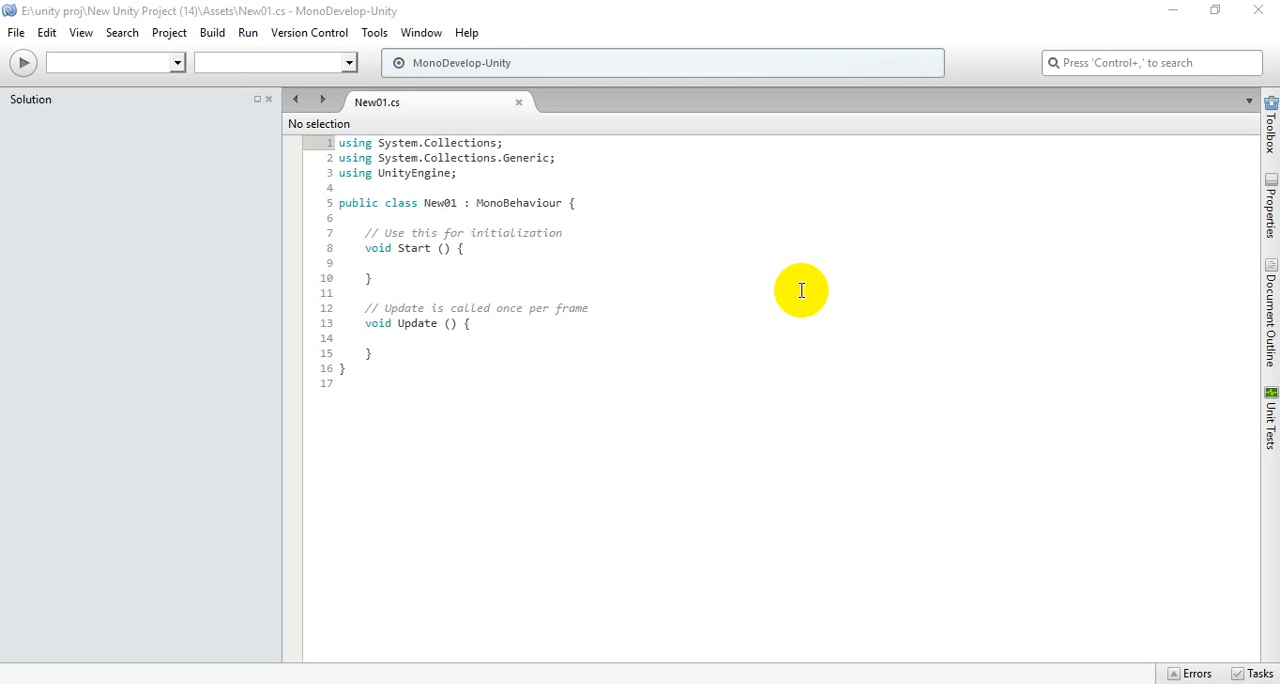 E:\unity proj\New Unity Project (14)\Assets\New01.cs - MonoDevelop-Unity
File Edit View Search Project Build Run Version Control Tools Window Help
MonoDevelop-Unity
Press 'Control+,' to search
Solution
New01.cs
No selection
1 using System.Collections;
2 using System.Collections.Generic;
3 using UnityEngine;
4
5 public class New01 : MonoBehaviour {
6
7 // Use this for initialization
8 void Start () {
9
10 }
11
12 // Update is called once per frame
13 void Update () {
14
15 }
16 }
17
Toolbox
Properties
Document Outline
Unit Tests
Errors Tasks